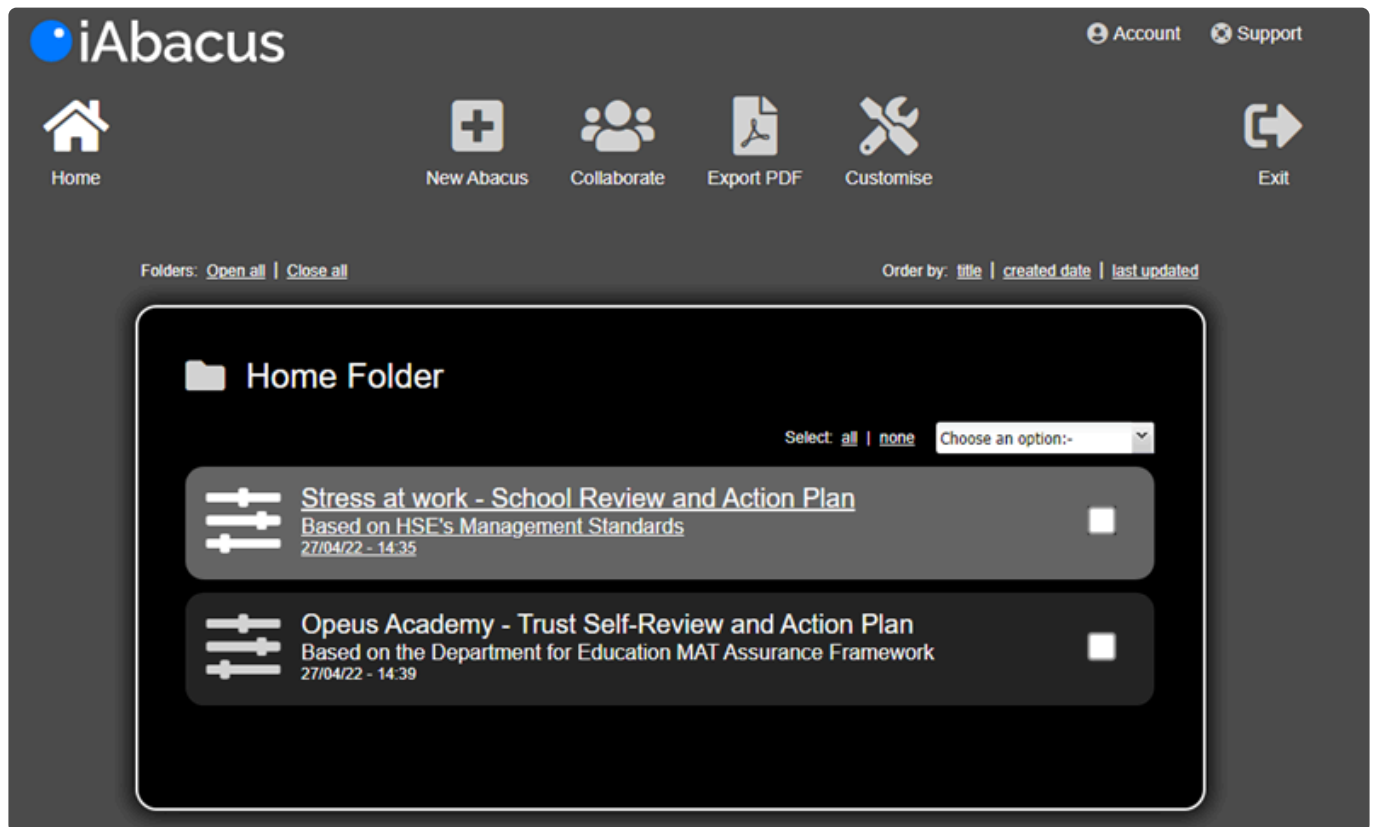 iAbacus
Account Support
Home New Abacus Collaborate Export PDF Customise Exit
Folders: Open all | Close all Order by: title | created date | last updated
Home Folder
Select: all | none Choose an option:-
Stress at work - School Review and Action Plan
Based on HSE's Management Standards
27/04/22 - 14:35
Opeus Academy - Trust Self-Review and Action Plan
Based on the Department for Education MAT Assurance Framework
27/04/22 - 14:39